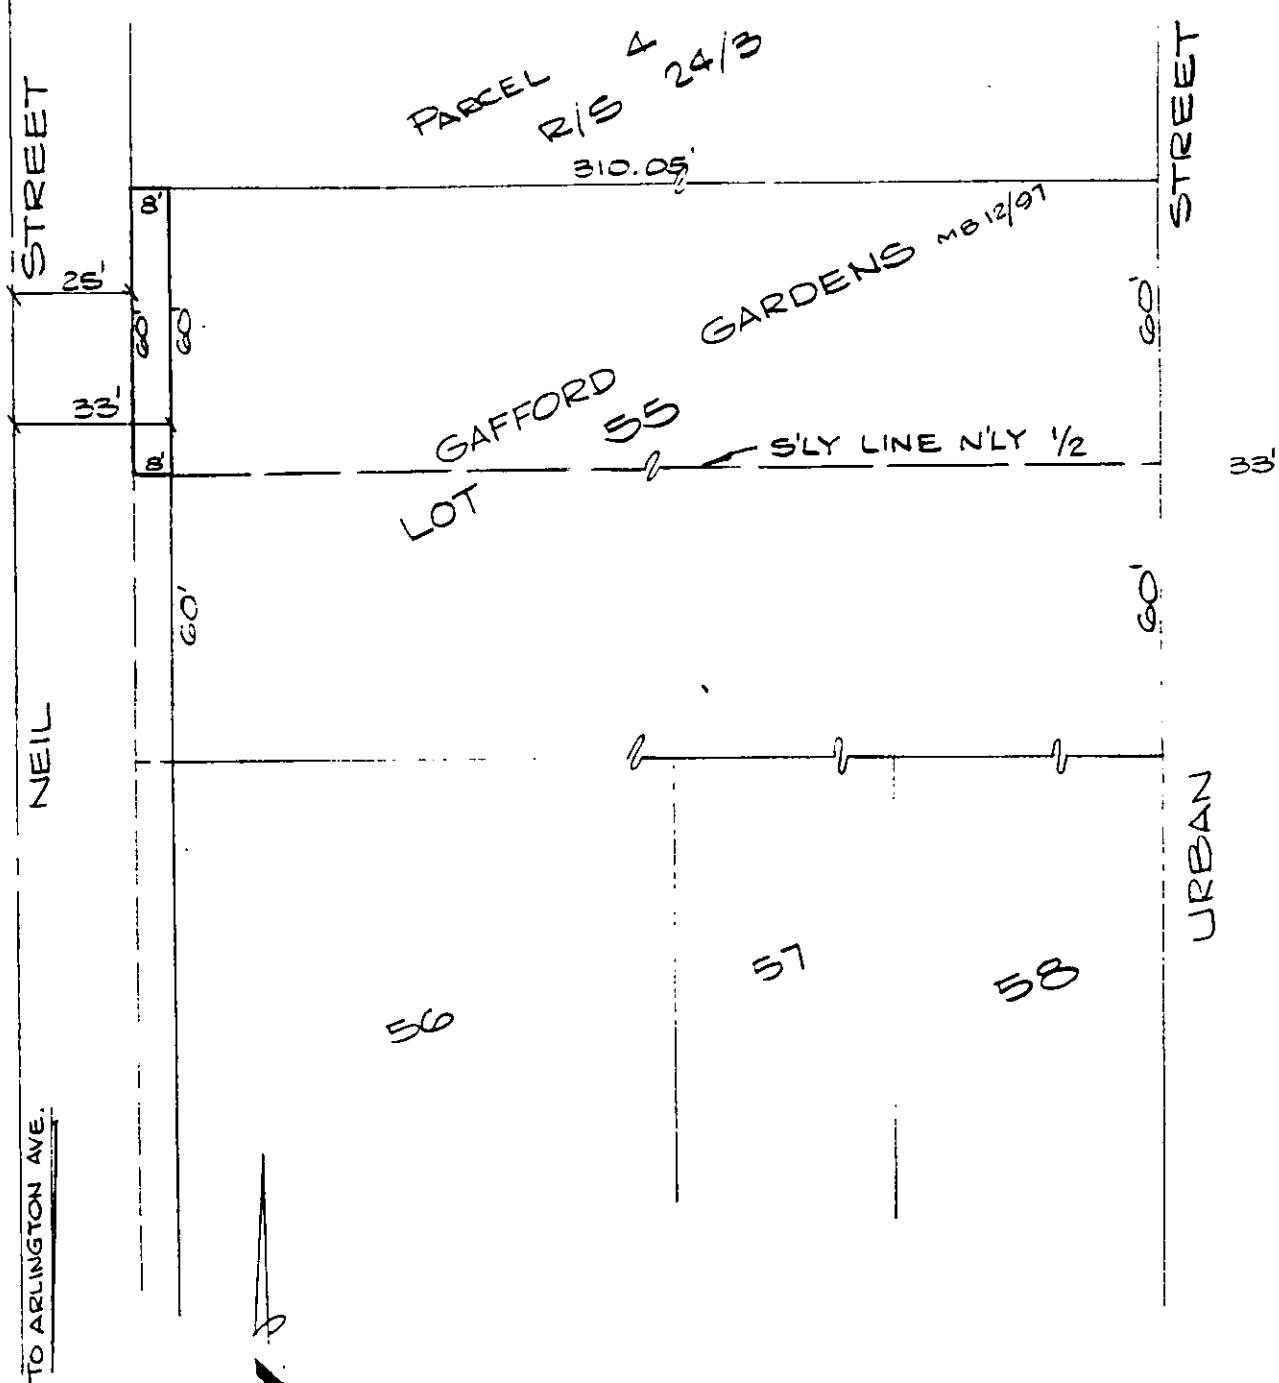 PARCEL 4
R/S 24/3
310.05'
STREET
STREET
8'
25'
60'
60'
33'
8'
GAFFORD GARDENS MB 12/97
LOT 55
S'LY LINE N'LY 1/2
60'
33'
60'
60'
NEIL
URBAN
56
57
58
TO ARLINGTON AVE.